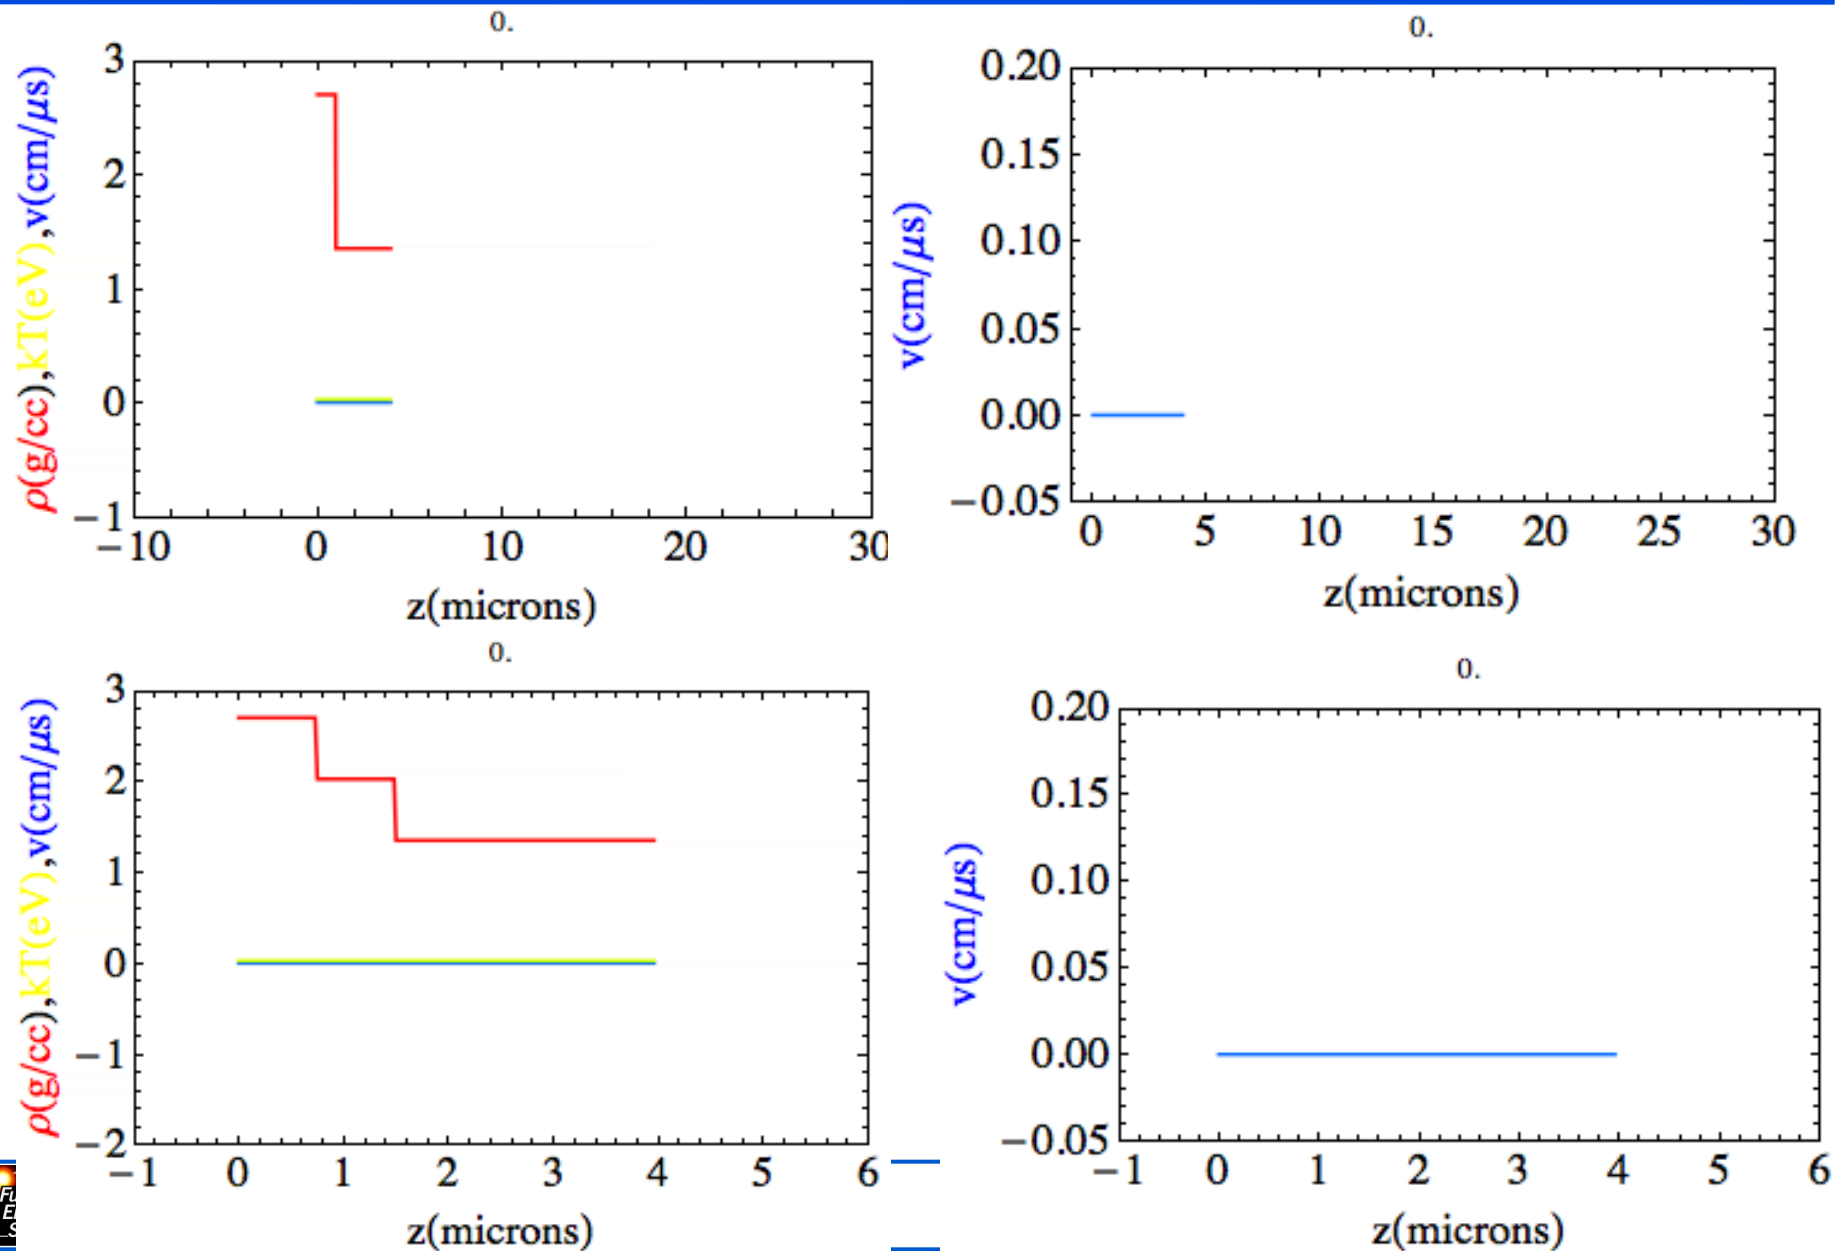 0.
3
2
1
0
−1
−10 0 10 20 30
z(microns)
ρ(g/cc),kT(eV),v(cm/μs)
0.
0.20
0.15
0.10
0.05
0.00
−0.05
0 5 10 15 20 25 30
z(microns)
v(cm/μs)
0.
3
2
1
0
−1
−2
−1 0 1 2 3 4 5 6
z(microns)
ρ(g/cc),kT(eV),v(cm/μs)
0.
0.20
0.15
0.10
0.05
0.00
−0.05
−1 0 1 2 3 4 5 6
z(microns)
v(cm/μs)